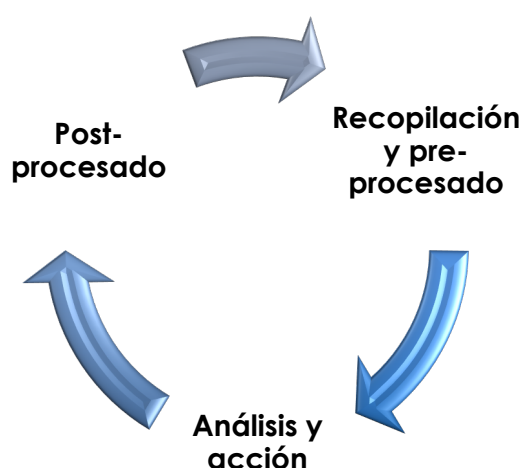 Post-
procesado
Recopilación
y pre-
procesado
Análisis y
acción